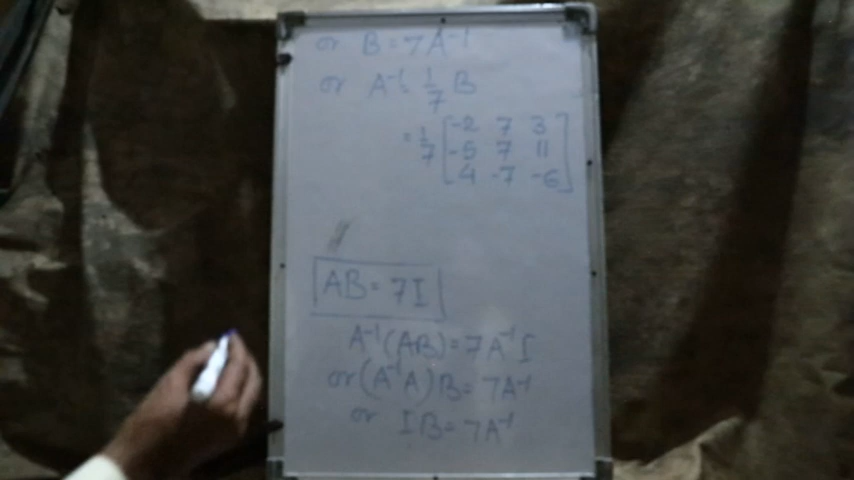 or B = 7A⁻¹
or A⁻¹ = 1/7 B
= 1/7 [-2 7 3
-5 7 11
4 -7 -6]
AB = 7I
A⁻¹(AB) = 7A⁻¹I
or (A⁻¹A)B = 7A⁻¹
or IB = 7A⁻¹